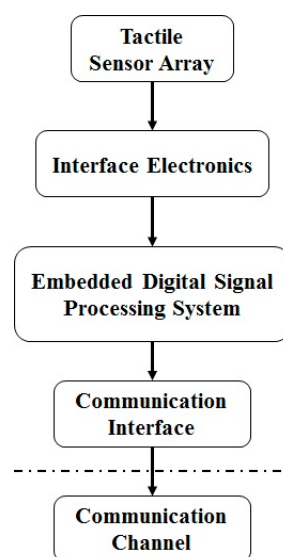 Tactile
Sensor Array
Interface Electronics
Embedded Digital Signal
Processing System
Communication
Interface
Communication
Channel